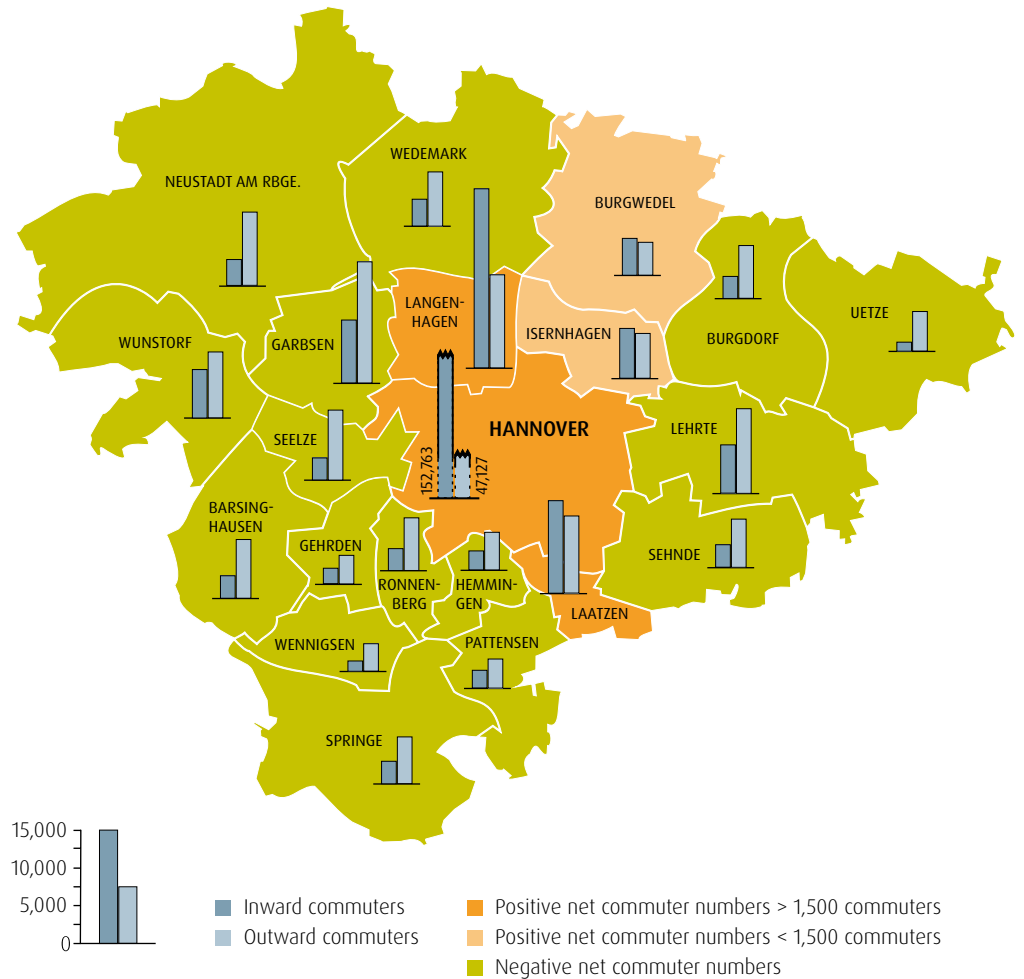 WEDEMARK
NEUSTADT AM RBGE.
BURGWEDEL
LANGEN-
HAGEN
ISERNHAGEN
BURGDORF
UETZE
WUNSTORF
GARBSEN
HANNOVER
LEHRTE
SEELZE
152,763
47,127
BARSING-
HAUSEN
GEHRDEN
RONNEN-
BERG
HEMMIN-
GEN
SEHNDE
LAATZEN
WENNIGSEN
PATTENSEN
SPRINGE
15,000
10,000
5,000
0
Inward commuters
Outward commuters
Positive net commuter numbers > 1,500 commuters
Positive net commuter numbers < 1,500 commuters
Negative net commuter numbers